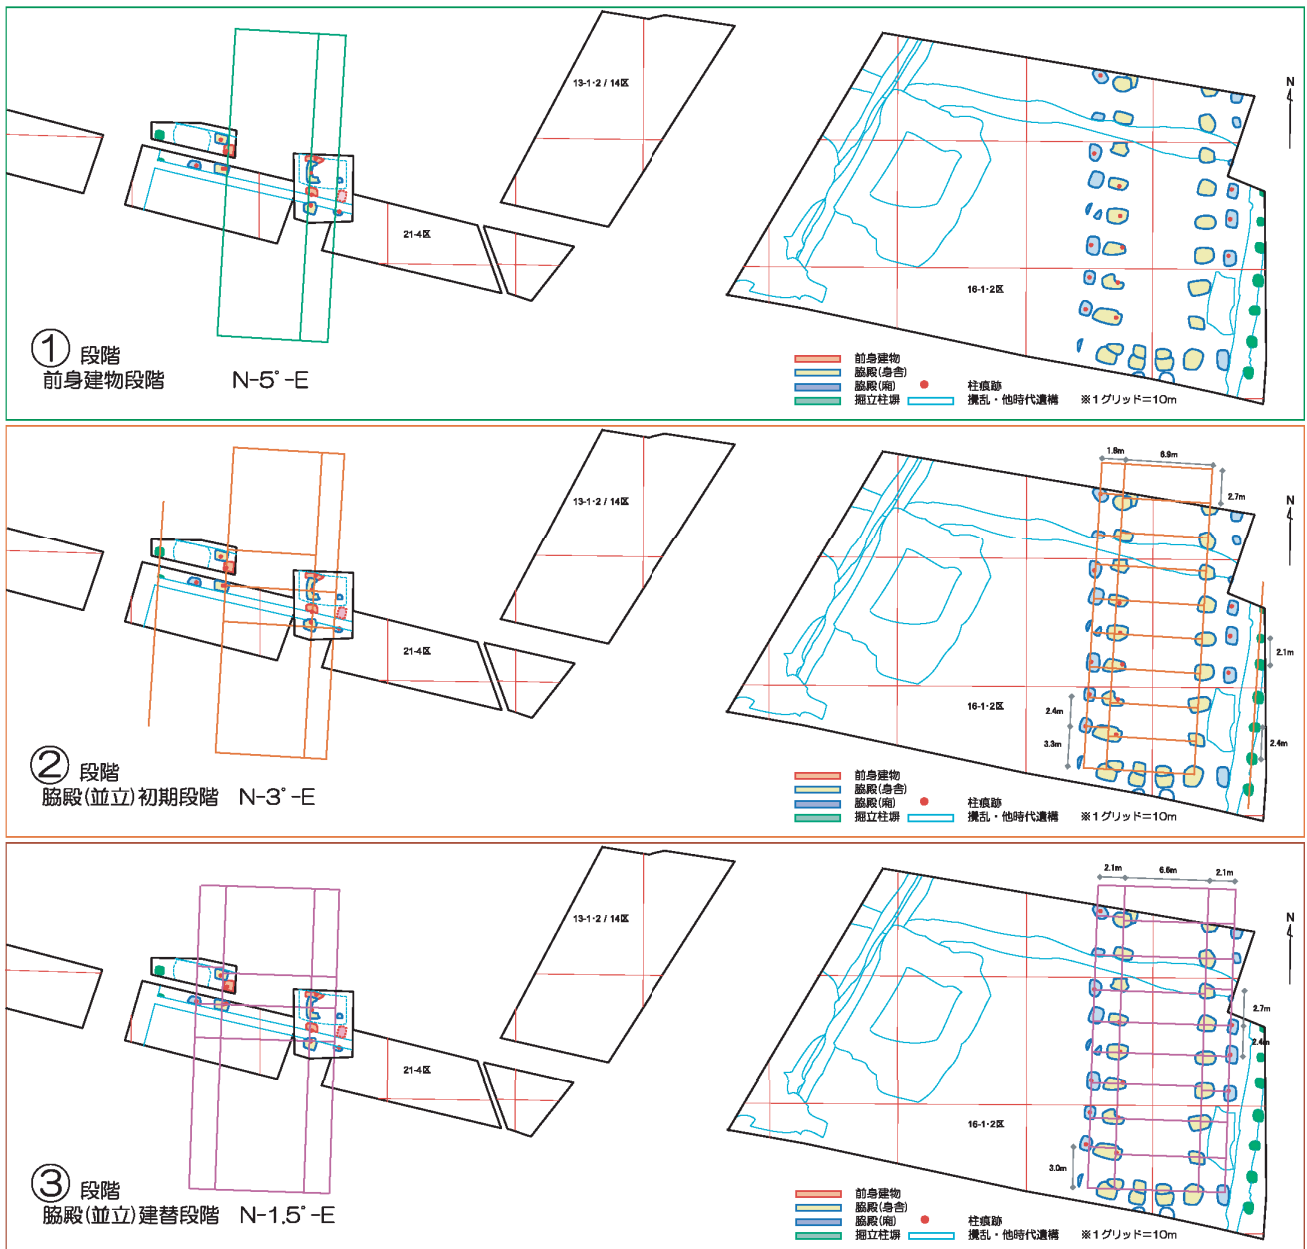 13-1·2 / 14区
N
21-4区
16-1·2区
① 段階
前身建物段階 N-5°-E
前身建物
脇殿(身舎)
脇殿(廂) 柱痕跡
掘立柱塀 攪乱・他時代遺構 ※1グリッド=10m
1.8m 6.9m
2.7m
13-1·2 / 14区
N
21-4区
2.1m
16-1·2区
2.4m
3.3m
2.4m
② 段階
脇殿(並立)初期段階 N-3°-E
前身建物
脇殿(身舎)
脇殿(廂) 柱痕跡
掘立柱塀 攪乱・他時代遺構 ※1グリッド=10m
2.1m 6.6m 2.1m
13-1·2 / 14区
N
2.7m
2.4m
21-4区
16-1·2区
3.0m
③ 段階
脇殿(並立)建替段階 N-1.5°-E
前身建物
脇殿(身舎)
脇殿(廂) 柱痕跡
掘立柱塀 攪乱・他時代遺構 ※1グリッド=10m